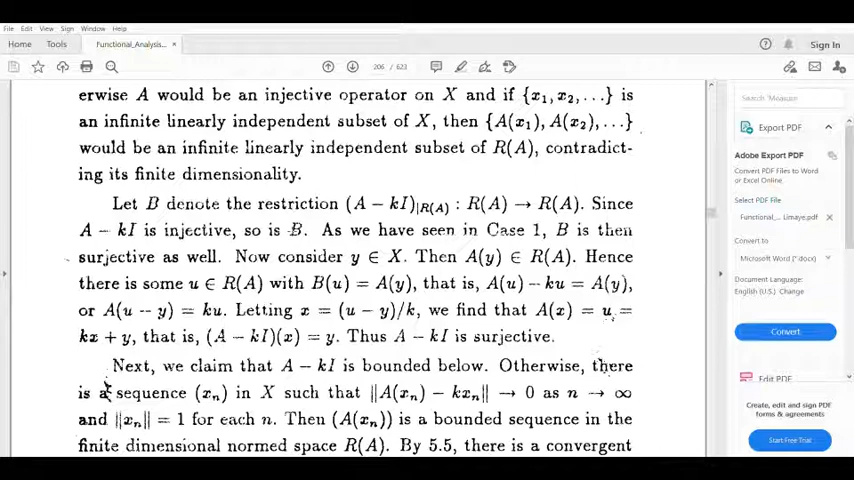 File Edit View Sign Window Help
Home Tools Functional_Analysis... × Sign In
206 / 623
erwise A would be an injective operator on X and if {x₁, x₂, ...} is
an infinite linearly independent subset of X, then {A(x₁), A(x₂), ...}
would be an infinite linearly independent subset of R(A), contradict-
ing its finite dimensionality.
Let B denote the restriction (A − kI)|R(A) : R(A) → R(A). Since
A − kI is injective, so is B. As we have seen in Case 1, B is then
surjective as well. Now consider y ∈ X. Then A(y) ∈ R(A). Hence
there is some u ∈ R(A) with B(u) = A(y), that is, A(u) − ku = A(y),
or A(u − y) = ku. Letting x = (u − y)/k, we find that A(x) = u =
kx + y, that is, (A − kI)(x) = y. Thus A − kI is surjective.
Next, we claim that A − kI is bounded below. Otherwise, there
is a sequence (xₙ) in X such that ‖A(xₙ) − kxₙ‖ → 0 as n → ∞
and ‖xₙ‖ = 1 for each n. Then (A(xₙ)) is a bounded sequence in the
finite dimensional normed space R(A). By 5.5, there is a convergent
Search 'Measure
Export PDF
Adobe Export PDF
Convert PDF Files to Word
or Excel Online
Select PDF File
Functional_... Limaye.pdf ×
Convert to
Microsoft Word (*.docx)
Document Language:
English (U.S.) Change
Convert
Edit PDF
Create, edit and sign PDF
forms & agreements
Start Free Trial